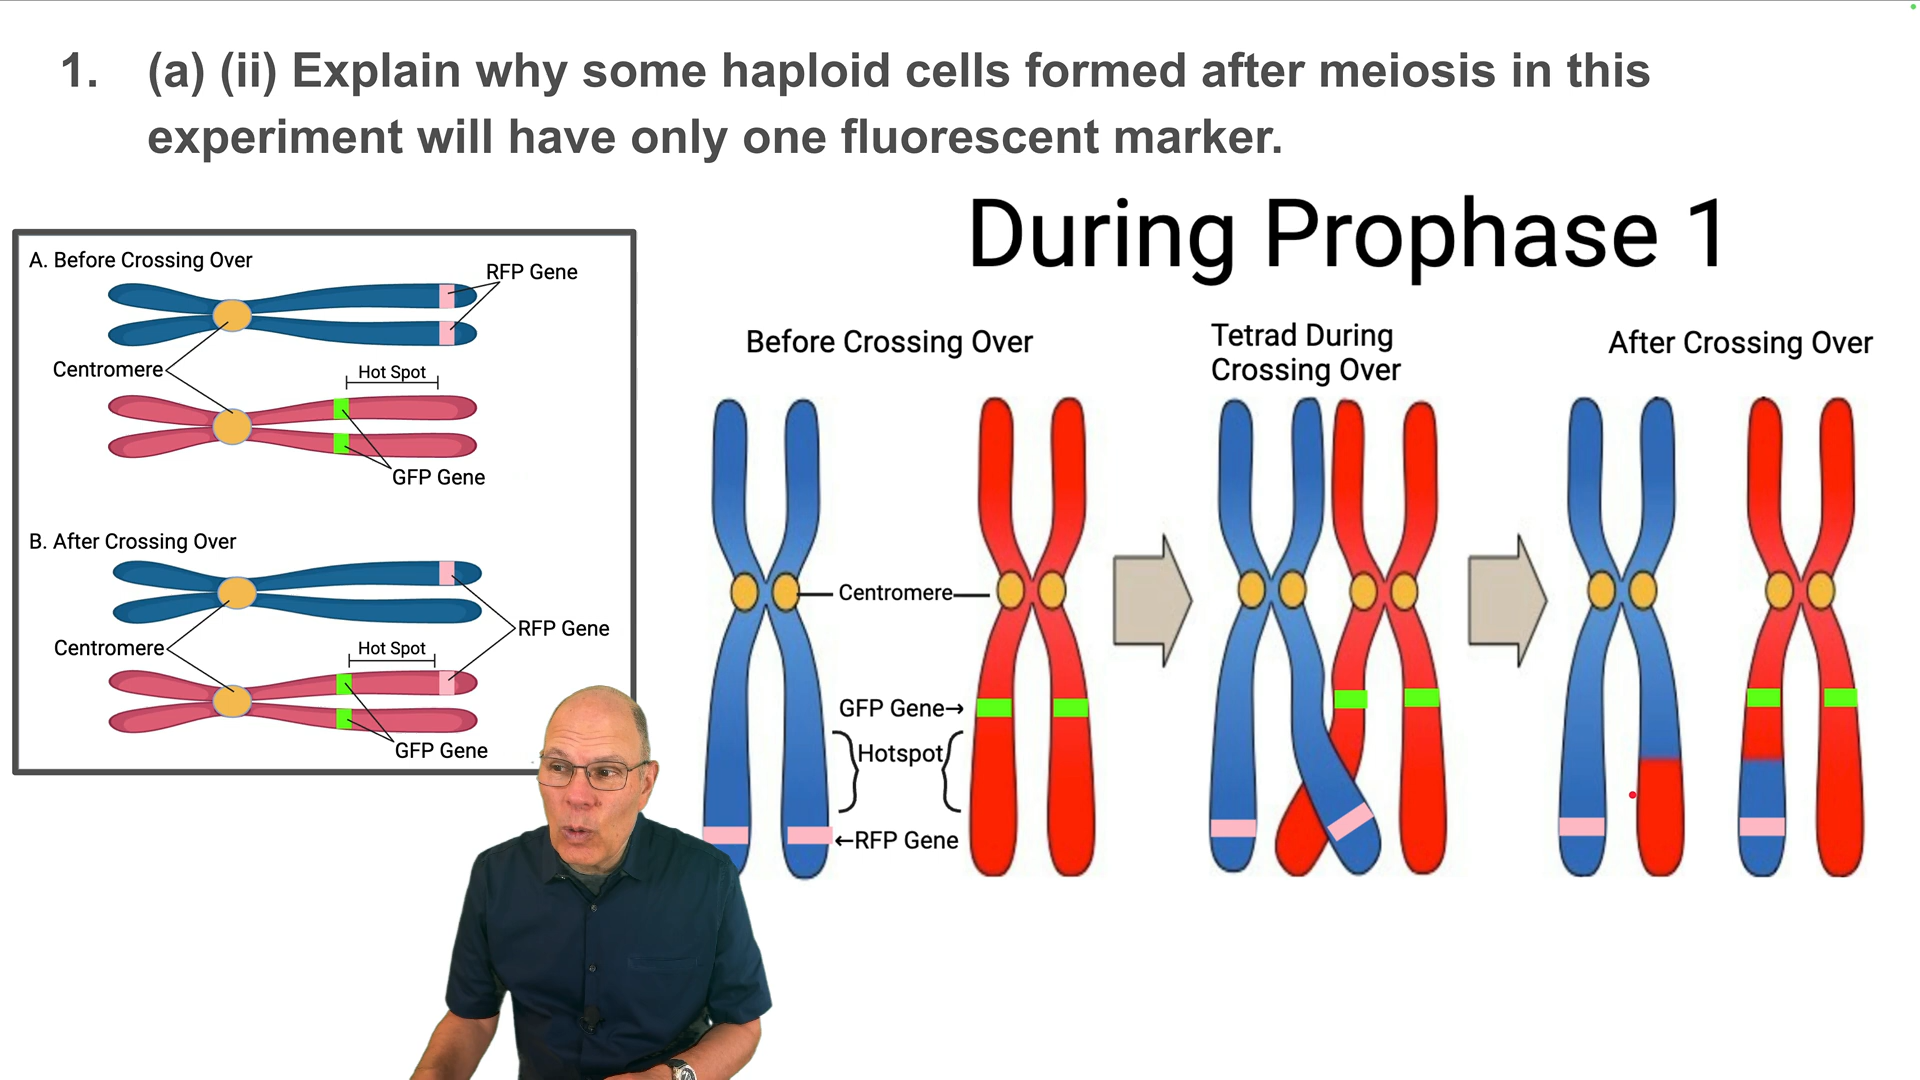 1. (a) (ii) Explain why some haploid cells formed after meiosis in this
experiment will have only one fluorescent marker.
During Prophase 1
A. Before Crossing Over
RFP Gene
Centromere
Hot Spot
GFP Gene
B. After Crossing Over
RFP Gene
Centromere
Hot Spot
GFP Gene
Before Crossing Over
Tetrad During
Crossing Over
After Crossing Over
Centromere
GFP Gene→
Hotspot
←RFP Gene